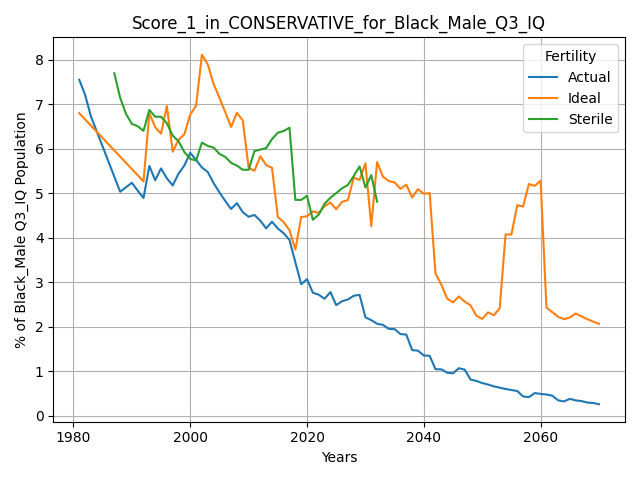 Score_1_in_CONSERVATIVE_for_Black_Male_Q3_IQ
% of Black_Male Q3_IQ Population
8
7
6
5
4
3
2
1
0
Fertility
Actual
Ideal
Sterile
1980
2000
2020
2040
2060
Years